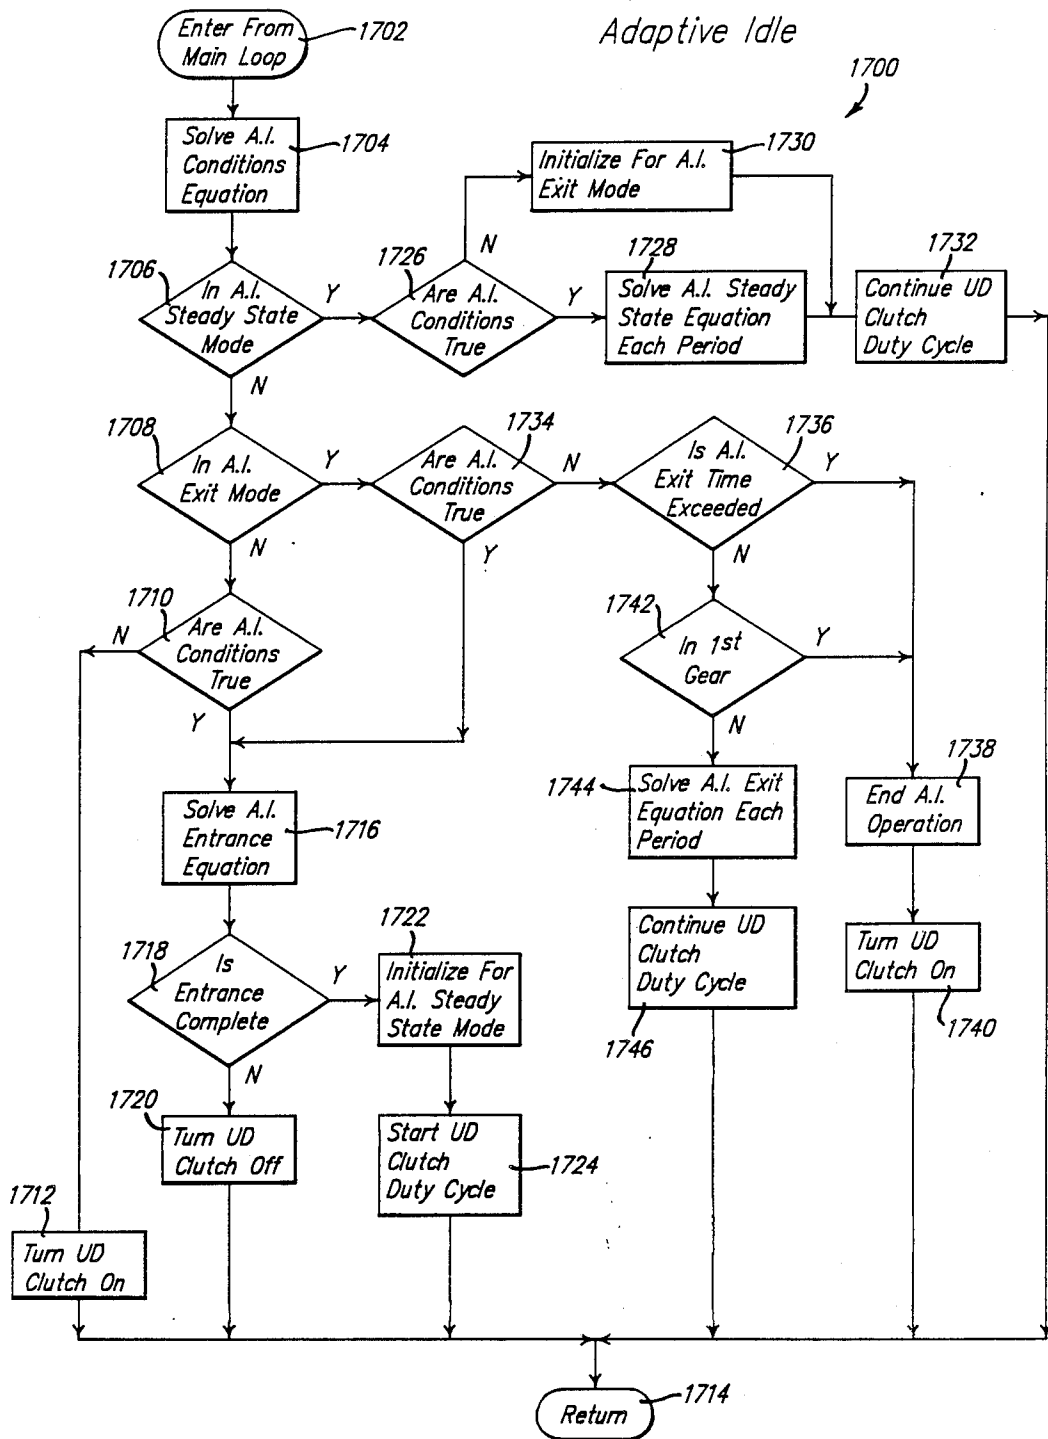 Adaptive Idle
1700
Enter From
Main Loop
1702
Solve A.I.
Conditions
Equation
1704
Initialize For A.I.
Exit Mode
1730
1706
In A.I.
Steady State
Mode
Y
N
1726
Are A.I.
Conditions
True
N
Y
1728
Solve A.I. Steady
State Equation
Each Period
1732
Continue UD
Clutch
Duty Cycle
1708
In A.I.
Exit Mode
Y
N
1734
Are A.I.
Conditions
True
N
Y
1736
Is A.I.
Exit Time
Exceeded
Y
N
1710
Are A.I.
Conditions
True
N
Y
1742
In 1st
Gear
Y
N
Solve A.I.
Entrance
Equation
1716
1744
Solve A.I. Exit
Equation Each
Period
1738
End A.I.
Operation
1718
Is
Entrance
Complete
Y
N
1722
Initialize For
A.I. Steady
State Mode
Continue UD
Clutch
Duty Cycle
1746
Turn UD
Clutch On
1740
1720
Turn UD
Clutch Off
Start UD
Clutch
Duty Cycle
1724
1712
Turn UD
Clutch On
Return
1714